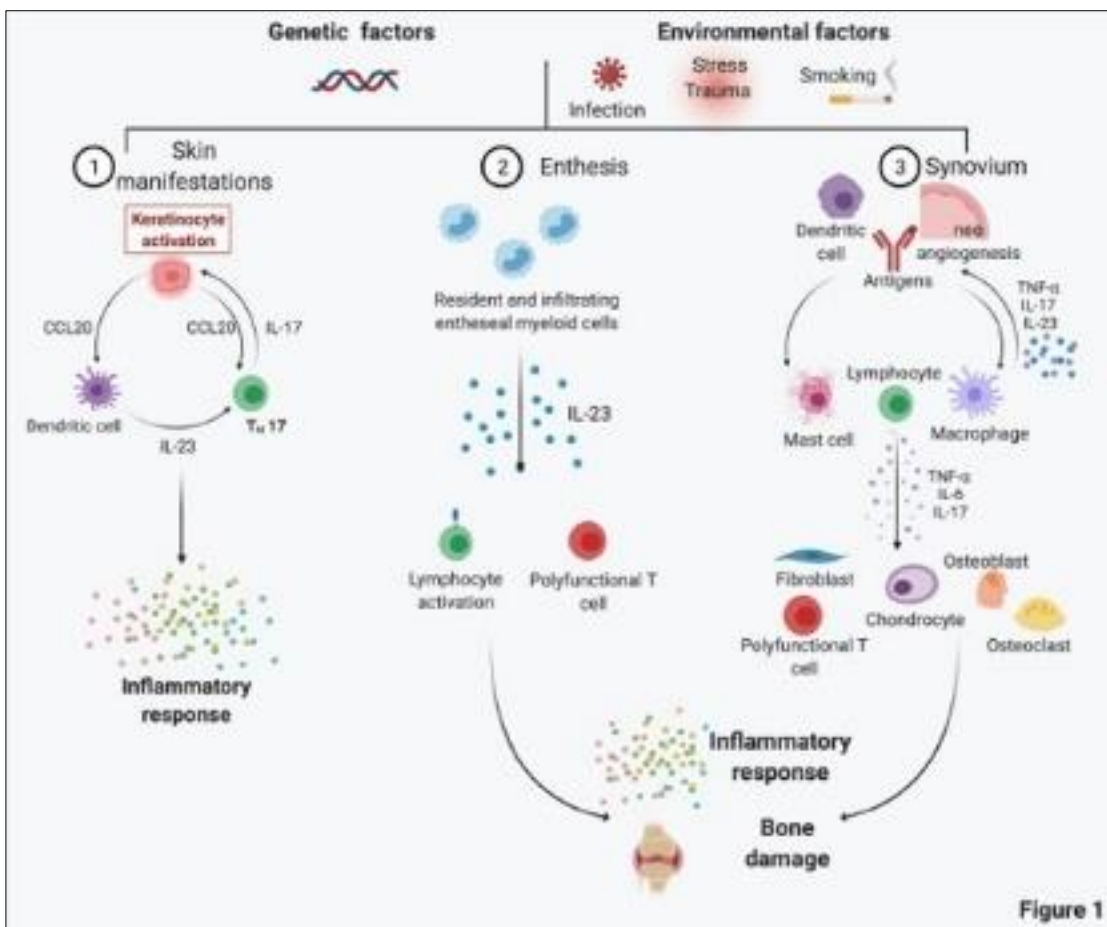 Genetic factors
Environmental factors
Infection
Stress
Trauma
Smoking
1
Skin
manifestations
Keratinocyte
activation
CCL20
CCL20
IL-17
Dendritic cell
TH 17
IL-23
Inflammatory
response
2
Enthesis
Resident and infiltrating
entheseal myeloid cells
IL-23
Lymphocyte
activation
Polyfunctional T
cell
3
Synovium
Dendritic
cell
neo
angiogenesis
Antigens
TNF-α
IL-17
IL-23
Lymphocyte
Mast cell
Macrophage
TNF-α
IL-6
IL-17
Fibroblast
Osteoblast
Chondrocyte
Polyfunctional T
cell
Osteoclast
Inflammatory
response
Bone
damage
Figure 1